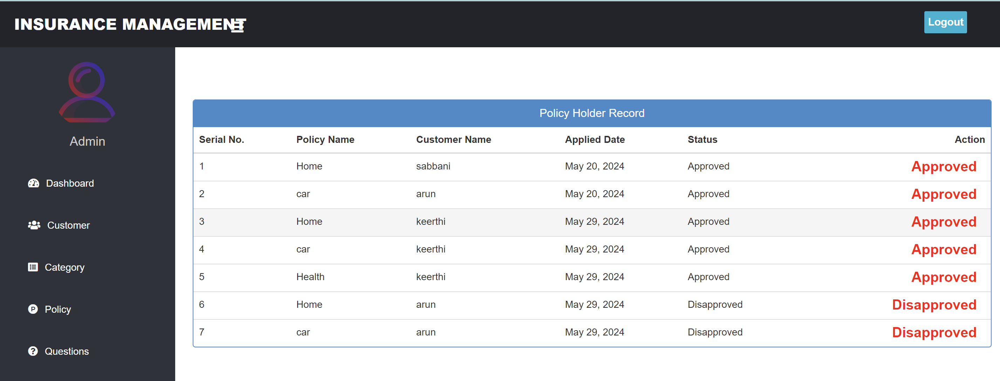 INSURANCE MANAGEMENT
Logout
Admin
Dashboard
Customer
Category
Policy
Questions
Policy Holder Record
Serial No. Policy Name Customer Name Applied Date Status Action
1 Home sabbani May 20, 2024 Approved Approved
2 car arun May 20, 2024 Approved Approved
3 Home keerthi May 29, 2024 Approved Approved
4 car keerthi May 29, 2024 Approved Approved
5 Health keerthi May 29, 2024 Approved Approved
6 Home arun May 29, 2024 Disapproved Disapproved
7 car arun May 29, 2024 Disapproved Disapproved